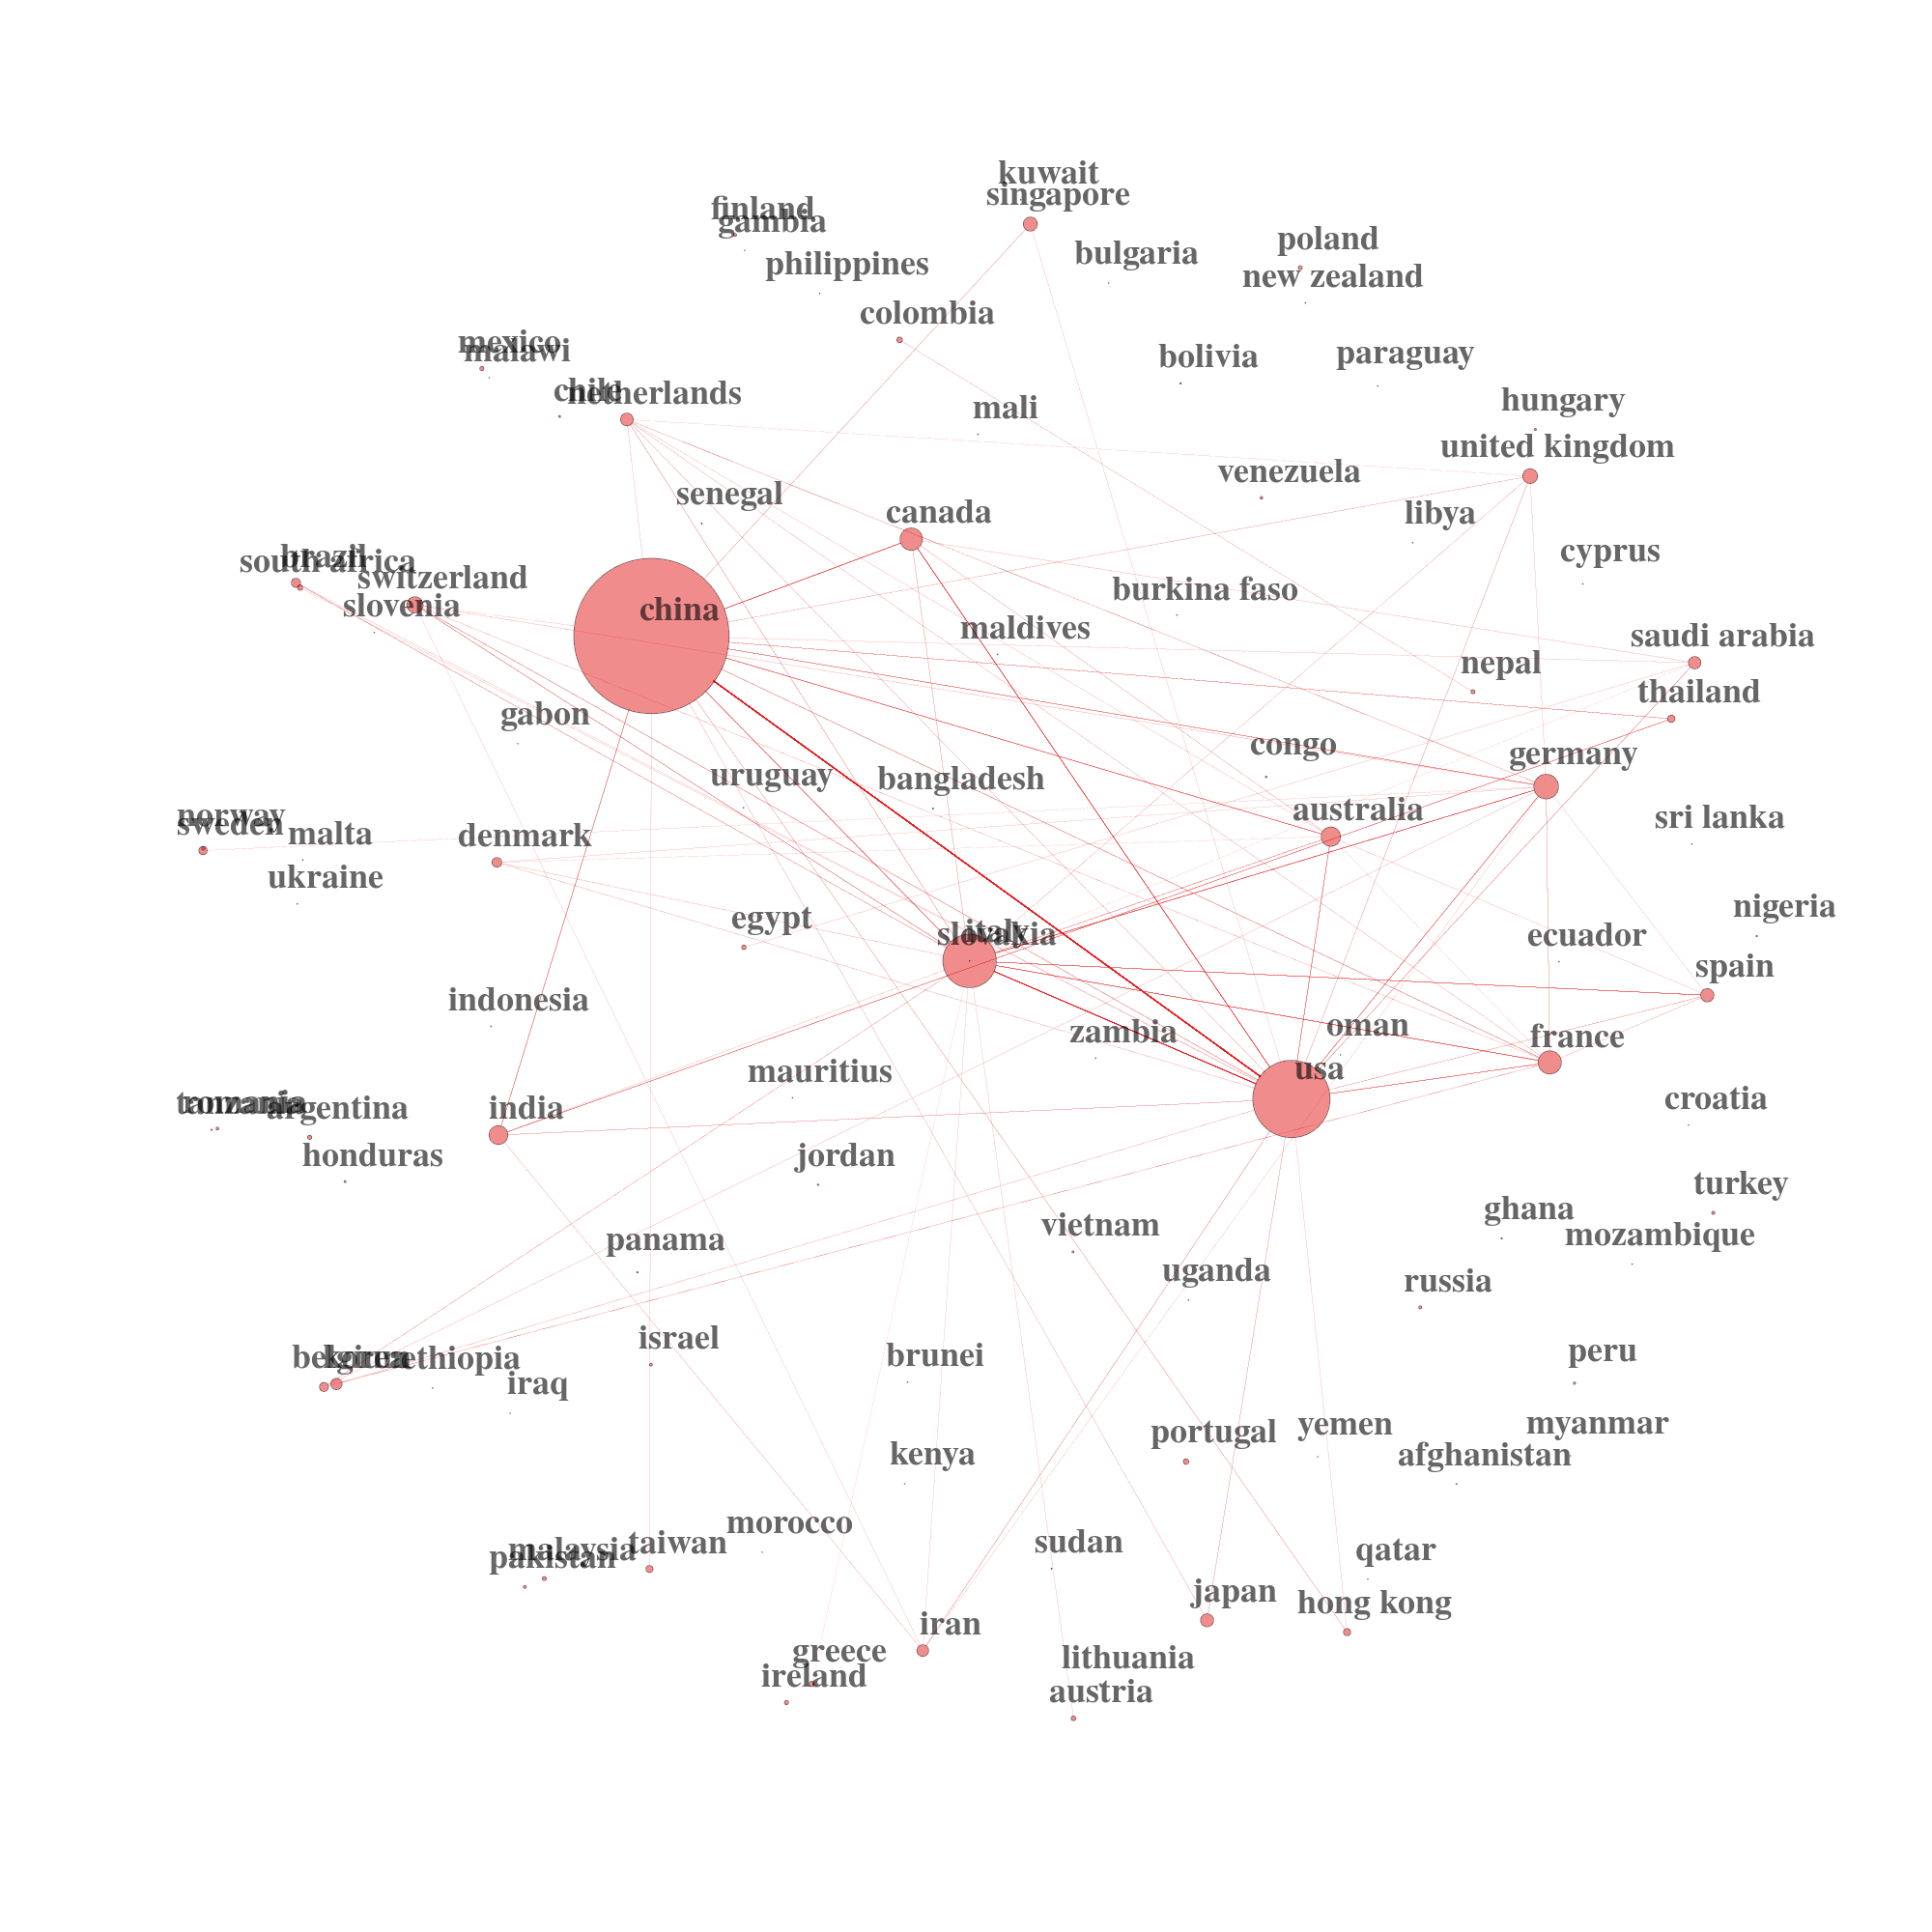 kuwait
singapore
finland
gambia
poland
bulgaria
philippines
new zealand
colombia
mexico
malawi
bolivia
paraguay
chile
netherlands
hungary
mali
united kingdom
venezuela
senegal
canada
libya
brazil
south africa
cyprus
switzerland
burkina faso
slovenia
china
maldives
saudi arabia
nepal
thailand
gabon
congo
germany
uruguay
bangladesh
australia
norway
sweden
malta
denmark
sri lanka
ukraine
egypt
nigeria
italy
slovakia
ecuador
spain
indonesia
zambia
oman
france
usa
mauritius
tanzania
romania
argentina
india
croatia
honduras
jordan
turkey
ghana
vietnam
mozambique
panama
uganda
russia
israel
peru
belgium
korea
ethiopia
brunei
iraq
portugal
yemen
myanmar
kenya
afghanistan
morocco
malaysia
pakistan
taiwan
sudan
qatar
japan
hong kong
iran
greece
lithuania
ireland
austria